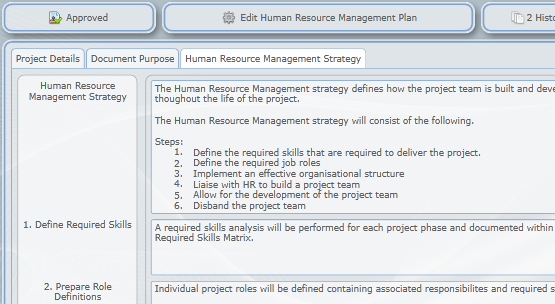 Approved
Edit Human Resource Management Plan
2 Histo
Project Details
Document Purpose
Human Resource Management Strategy
Human Resource
Management Strategy
The Human Resource Management strategy defines how the project team is built and deve
thoughout the life of the project.
The Human Resource Management strategy will consist of the following.
Steps:
1. Define the required skills that are required to deliver the project.
2. Define the required job roles
3. Implement an effective organisational structure
4. Liaise with HR to build a project team
5. Allow for the development of the project team
6. Disband the project team
1. Define Required Skills
A required skills analysis will be performed for each project phase and documented within
Required Skills Matrix.
2. Prepare Role
Definitions
Individual project roles will be defined containing associated responsibilites and required s